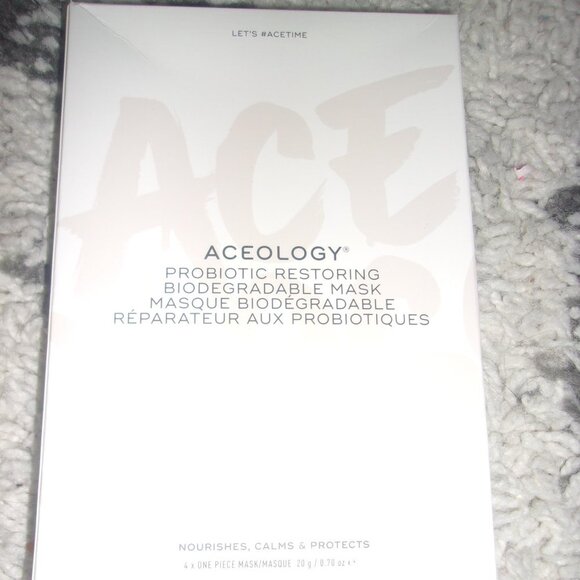 LET'S #ACETIME
ACE
ACEOLOGY®
PROBIOTIC RESTORING
BIODEGRADABLE MASK
MASQUE BIODÉGRADABLE
RÉPARATEUR AUX PROBIOTIQUES
NOURISHES, CALMS & PROTECTS
4 x ONE PIECE MASK/MASQUE 20 g / 0.70 oz ℮